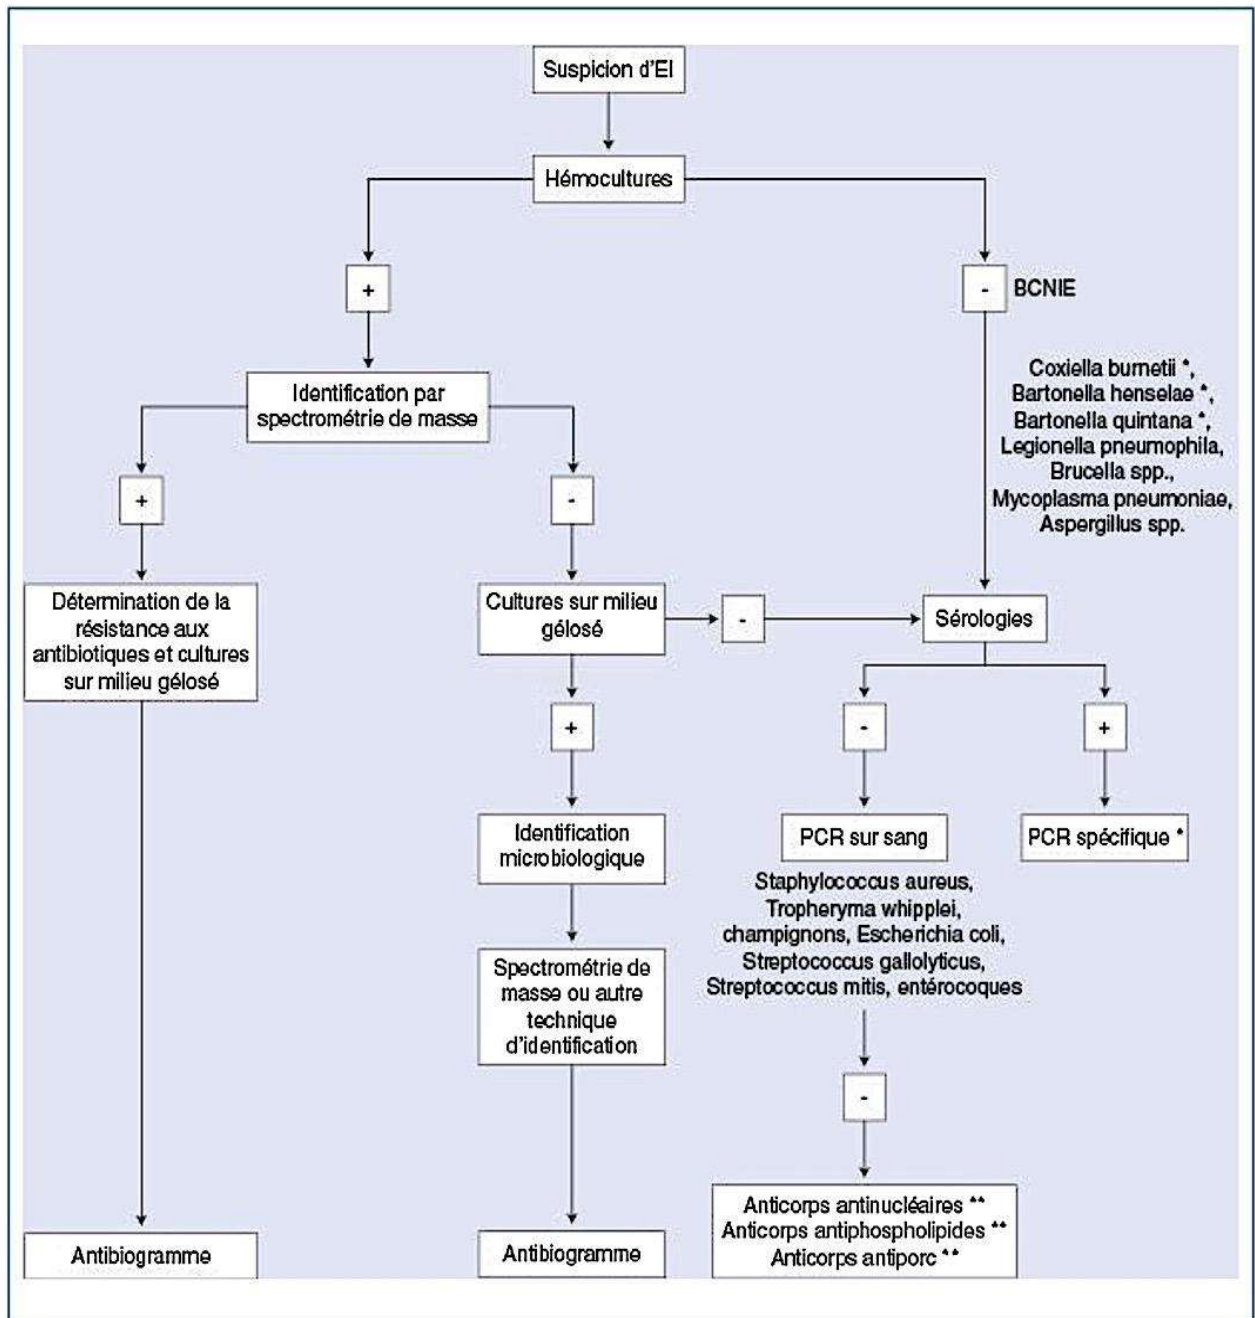 Suspicion d'EI
Hémocultures
+
-
BCNIE
Identification par
spectrométrie de masse
Coxiella burnetii *,
Bartonella henselae *,
Bartonella quintana *,
Legionella pneumophila,
Brucella spp.,
Mycoplasma pneumoniae,
Aspergillus spp.
+
-
Détermination de la
résistance aux
antibiotiques et cultures
sur milieu gélosé
Cultures sur milieu
gélosé
-
Sérologies
+
-
+
Identification
microbiologique
PCR sur sang
PCR spécifique *
Staphylococcus aureus,
Tropheryma whipplei,
champignons, Escherichia coli,
Streptococcus gallolyticus,
Streptococcus mitis, entérocoques
Spectrométrie de
masse ou autre
technique
d'identification
-
Antibiogramme
Antibiogramme
Anticorps antinucléaires **
Anticorps antiphospholipides **
Anticorps antiporc **